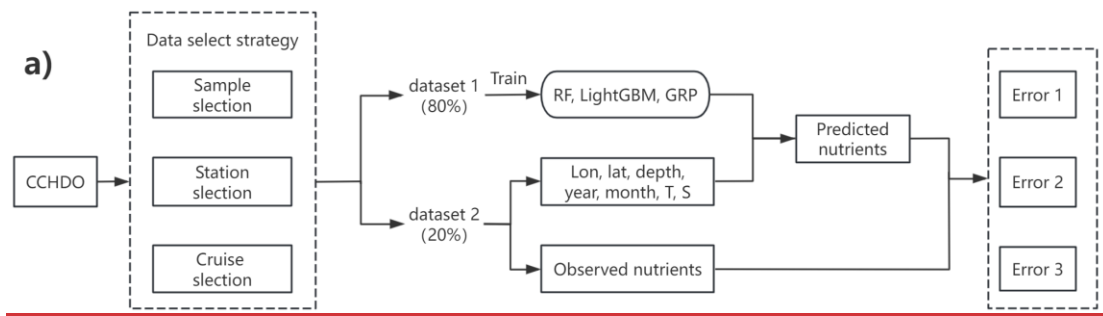 a)
CCHDO
Data select strategy
Sample
slection
Station
slection
Cruise
slection
dataset 1
(80%)
Train
RF, LightGBM, GRP
dataset 2
(20%)
Lon, lat, depth,
year, month, T, S
Observed nutrients
Predicted
nutrients
Error 1
Error 2
Error 3